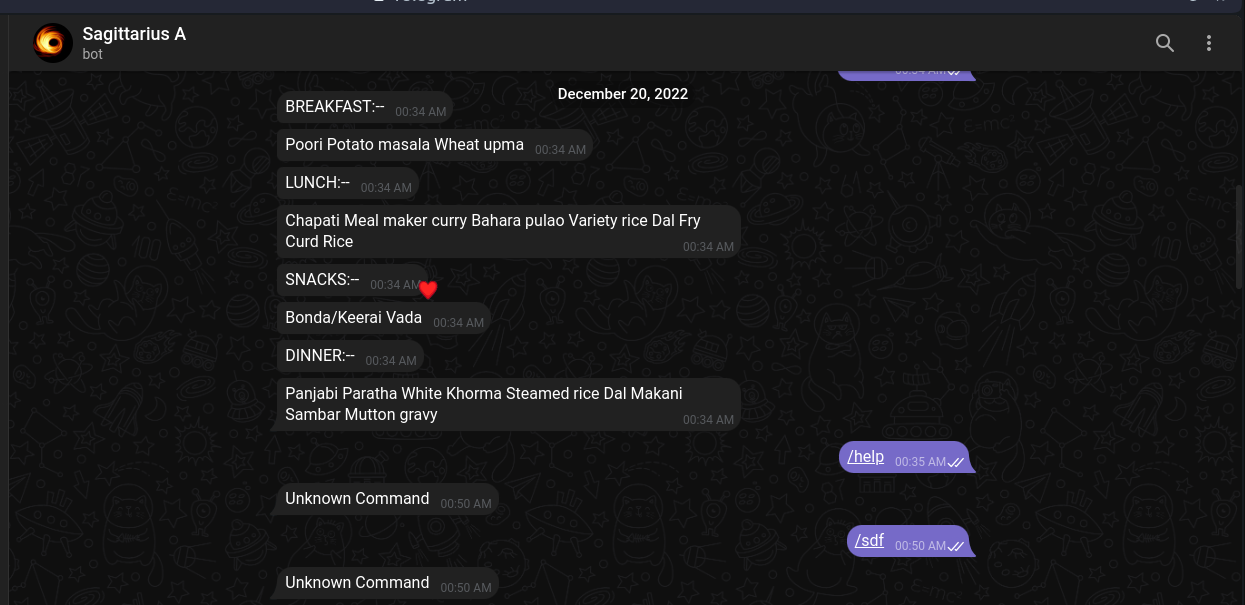 Telegram
Sagittarius A
bot
00:34 AM
December 20, 2022
BREAKFAST:-- 00:34 AM
Poori Potato masala Wheat upma 00:34 AM
LUNCH:-- 00:34 AM
Chapati Meal maker curry Bahara pulao Variety rice Dal Fry
Curd Rice 00:34 AM
SNACKS:-- 00:34 AM
Bonda/Keerai Vada 00:34 AM
DINNER:-- 00:34 AM
Panjabi Paratha White Khorma Steamed rice Dal Makani
Sambar Mutton gravy 00:34 AM
/help 00:35 AM
Unknown Command 00:50 AM
/sdf 00:50 AM
Unknown Command 00:50 AM